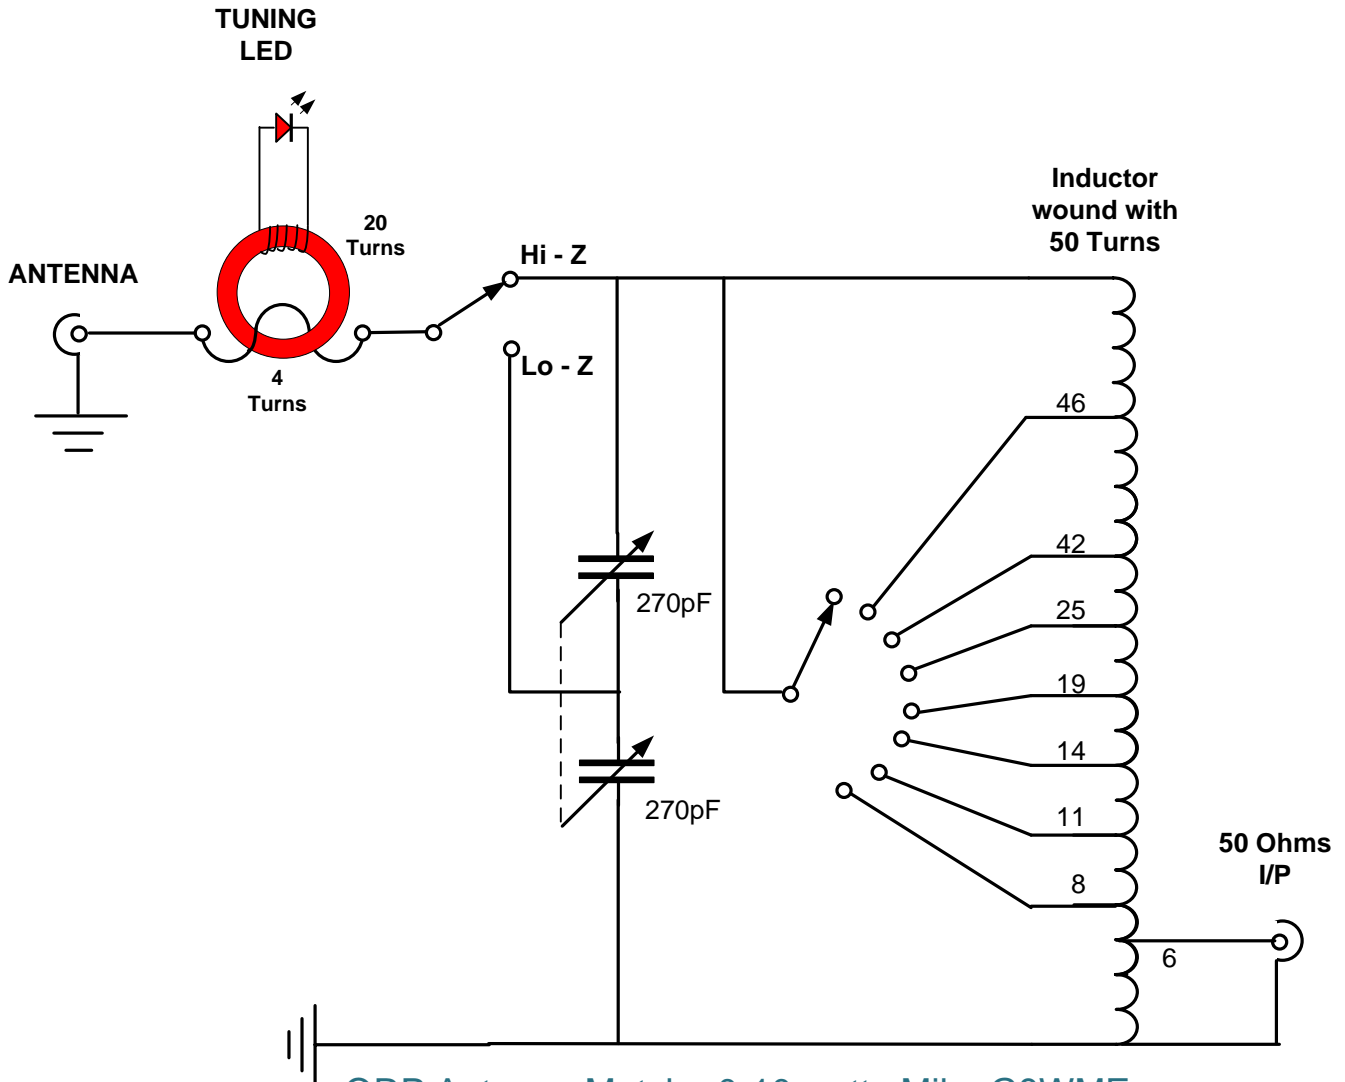 TUNING
LED
20
Turns
ANTENNA
4
Turns
Hi - Z
Lo - Z
Inductor
wound with
50 Turns
46
42
25
19
14
11
8
6
270pF
270pF
50 Ohms
I/P